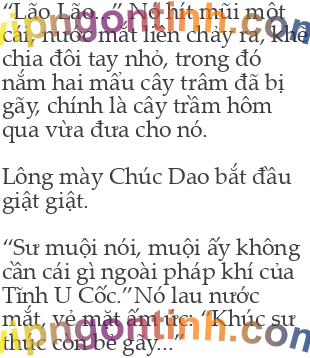 “Lão Lão...” Nó hít mũi một
cái, nước mắt liền chảy ra, khẽ
chia đôi tay nhỏ, trong đó
nắm hai mẩu cây trâm đã bị
gãy, chính là cây trầm hôm
qua vừa đưa cho nó.
Lông mày Chúc Dao bắt đầu
giật giật.
“Sư muội nói, muội ấy không
cần cái gì ngoài pháp khí của
Tĩnh U Cốc.”Nó lau nước
mắt, vẻ mặt ấm ức: “Khúc sư
thúc còn bẻ gãy...”
vipngontinh.com
vipngontinh.com